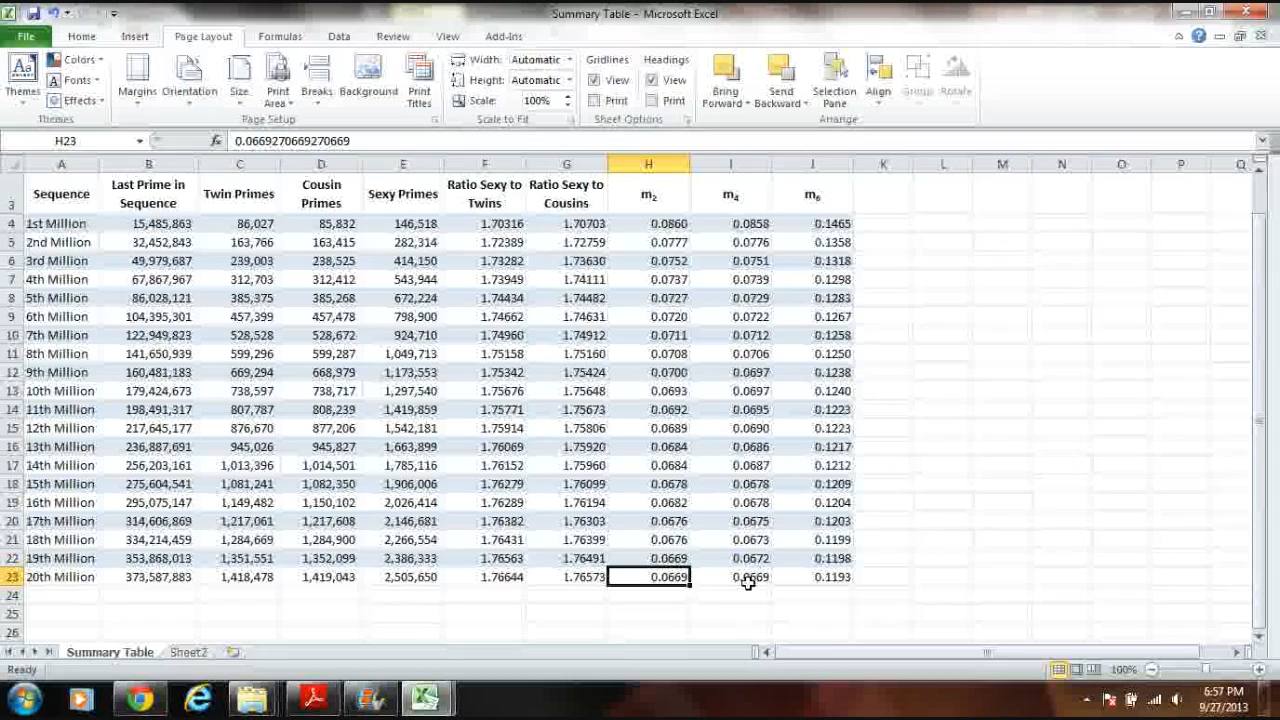 Summary Table - Microsoft Excel
File Home Insert Page Layout Formulas Data Review View Add-Ins
Themes Colors Fonts Effects Margins Orientation Size Print Area Breaks Background Print Titles Width: Automatic Height: Automatic Scale: 100% Gridlines View Print Headings View Print Bring Forward Send Backward Selection Pane Align Group Rotate
Themes Page Setup Scale to Fit Sheet Options Arrange
H23 fx 0.0669270669270669
A B C D E F G H I J K L M N O P Q
3 Sequence Last Prime in Sequence Twin Primes Cousin Primes Sexy Primes Ratio Sexy to Twins Ratio Sexy to Cousins m2 m4 m6
4 1st Million 15,485,863 86,027 85,832 146,518 1.70316 1.70703 0.0860 0.0858 0.1465
5 2nd Million 32,452,843 163,766 163,415 282,314 1.72389 1.72759 0.0777 0.0776 0.1358
6 3rd Million 49,979,687 239,003 238,525 414,150 1.73282 1.73630 0.0752 0.0751 0.1318
7 4th Million 67,867,967 312,703 312,412 543,944 1.73949 1.74111 0.0737 0.0739 0.1298
8 5th Million 86,028,121 385,375 385,268 672,224 1.74434 1.74482 0.0727 0.0729 0.1283
9 6th Million 104,395,301 457,399 457,478 798,900 1.74662 1.74631 0.0720 0.0722 0.1267
10 7th Million 122,949,823 528,528 528,672 924,710 1.74960 1.74912 0.0711 0.0712 0.1258
11 8th Million 141,650,939 599,296 599,287 1,049,713 1.75158 1.75160 0.0708 0.0706 0.1250
12 9th Million 160,481,183 669,294 668,979 1,173,553 1.75342 1.75424 0.0700 0.0697 0.1238
13 10th Million 179,424,673 738,597 738,717 1,297,540 1.75676 1.75648 0.0693 0.0697 0.1240
14 11th Million 198,491,317 807,787 808,239 1,419,859 1.75771 1.75673 0.0692 0.0695 0.1223
15 12th Million 217,645,177 876,670 877,206 1,542,181 1.75914 1.75806 0.0689 0.0690 0.1223
16 13th Million 236,887,691 945,026 945,827 1,663,899 1.76069 1.75920 0.0684 0.0686 0.1217
17 14th Million 256,203,161 1,013,396 1,014,501 1,785,116 1.76152 1.75960 0.0684 0.0687 0.1212
18 15th Million 275,604,541 1,081,241 1,082,350 1,906,006 1.76279 1.76099 0.0678 0.0678 0.1209
19 16th Million 295,075,147 1,149,482 1,150,102 2,026,414 1.76289 1.76194 0.0682 0.0678 0.1204
20 17th Million 314,606,869 1,217,061 1,217,608 2,146,681 1.76382 1.76303 0.0676 0.0675 0.1203
21 18th Million 334,214,459 1,284,669 1,284,900 2,266,554 1.76431 1.76399 0.0676 0.0673 0.1199
22 19th Million 353,868,013 1,351,551 1,352,099 2,386,333 1.76563 1.76491 0.0669 0.0672 0.1198
23 20th Million 373,587,883 1,418,478 1,419,043 2,505,650 1.76644 1.76573 0.0669 0.0669 0.1193
24
25
26
Summary Table Sheet2
Ready 100%
6:57 PM
9/27/2013